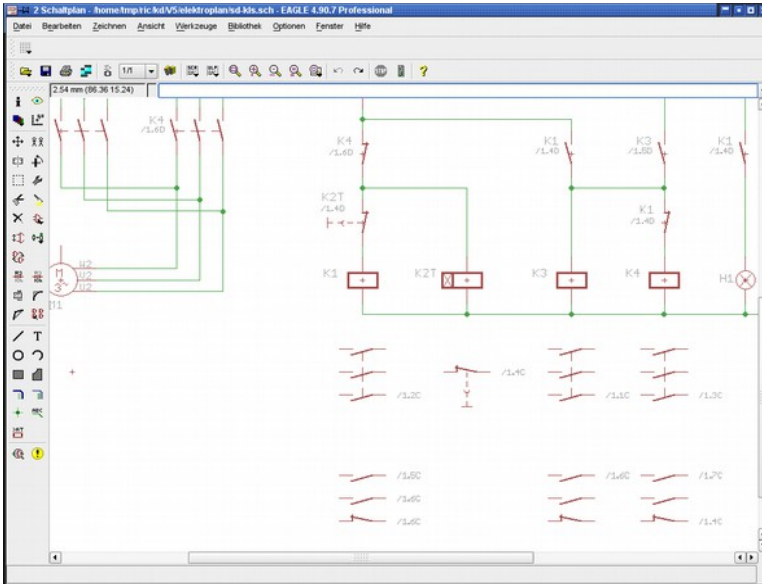 2 Schaltplan - /home/tmp/ric/kd/V5/elektroplan/sd-kls.sch - EAGLE 4.90.7 Professional
Datei Bearbeiten Zeichnen Ansicht Werkzeuge Bibliothek Optionen Fenster Hilfe
1/1
2.54 mm (86.36 15.24)
K4
/1.6D
K4
/1.6D
K1
/1.4D
K3
/1.5D
K1
/1.4D
K2T
/1.4D
K1
/1.4D
W2
V2
U2
M
3~
M1
K1
K2T
K3
K4
H1
/1.2C
/1.4C
/1.1C
/1.3C
/1.5C
/1.6C
/1.6C
/1.6C
/1.7C
/1.4C